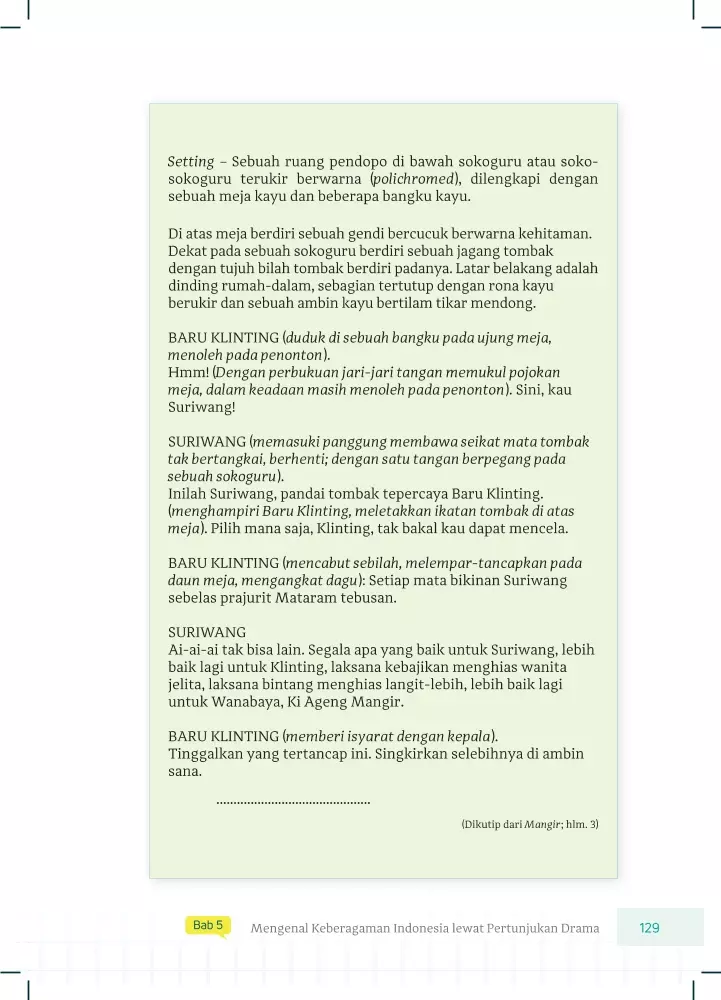 Setting – Sebuah ruang pendopo di bawah sokoguru atau soko-
sokoguru terukir berwarna (polichromed), dilengkapi dengan
sebuah meja kayu dan beberapa bangku kayu.
Di atas meja berdiri sebuah gendi bercucuk berwarna kehitaman.
Dekat pada sebuah sokoguru berdiri sebuah jagang tombak
dengan tujuh bilah tombak berdiri padanya. Latar belakang adalah
dinding rumah-dalam, sebagian tertutup dengan rona kayu
berukir dan sebuah ambin kayu bertilam tikar mendong.
BARU KLINTING (duduk di sebuah bangku pada ujung meja,
menoleh pada penonton).
Hmm! (Dengan perbukuan jari-jari tangan memukul pojokan
meja, dalam keadaan masih menoleh pada penonton). Sini, kau
Suriwang!
SURIWANG (memasuki panggung membawa seikat mata tombak
tak bertangkai, berhenti; dengan satu tangan berpegang pada
sebuah sokoguru).
Inilah Suriwang, pandai tombak tepercaya Baru Klinting.
(menghampiri Baru Klinting, meletakkan ikatan tombak di atas
meja). Pilih mana saja, Klinting, tak bakal kau dapat mencela.
BARU KLINTING (mencabut sebilah, melempar-tancapkan pada
daun meja, mengangkat dagu): Setiap mata bikinan Suriwang
sebelas prajurit Mataram tebusan.
SURIWANG
Ai-ai-ai tak bisa lain. Segala apa yang baik untuk Suriwang, lebih
baik lagi untuk Klinting, laksana kebajikan menghias wanita
jelita, laksana bintang menghias langit-lebih, lebih baik lagi
untuk Wanabaya, Ki Ageng Mangir.
BARU KLINTING (memberi isyarat dengan kepala).
Tinggalkan yang tertancap ini. Singkirkan selebihnya di ambin
sana.
.............................................
(Dikutip dari Mangir; hlm. 3)
Bab 5 Mengenal Keberagaman Indonesia lewat Pertunjukan Drama 129